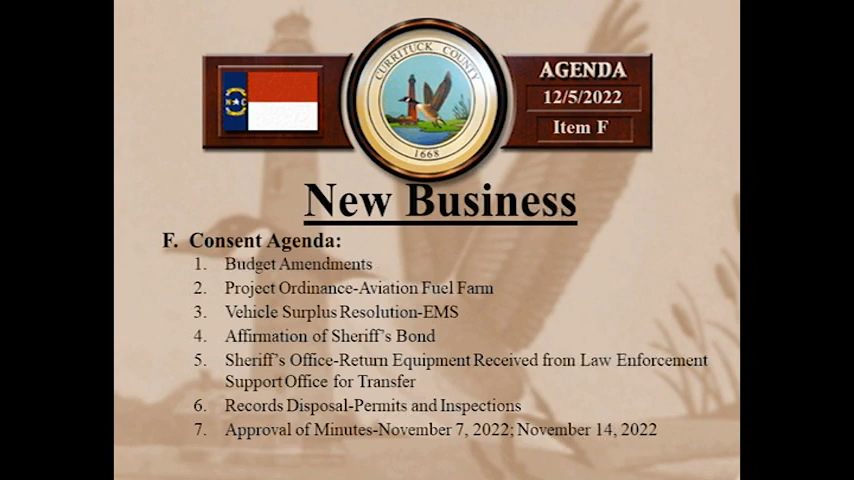 CURRITUCK COUNTY
1668
N C
AGENDA
12/5/2022
Item F
New Business
F. Consent Agenda:
1. Budget Amendments
2. Project Ordinance-Aviation Fuel Farm
3. Vehicle Surplus Resolution-EMS
4. Affirmation of Sheriff's Bond
5. Sheriff's Office-Return Equipment Received from Law Enforcement
Support Office for Transfer
6. Records Disposal-Permits and Inspections
7. Approval of Minutes-November 7, 2022; November 14, 2022